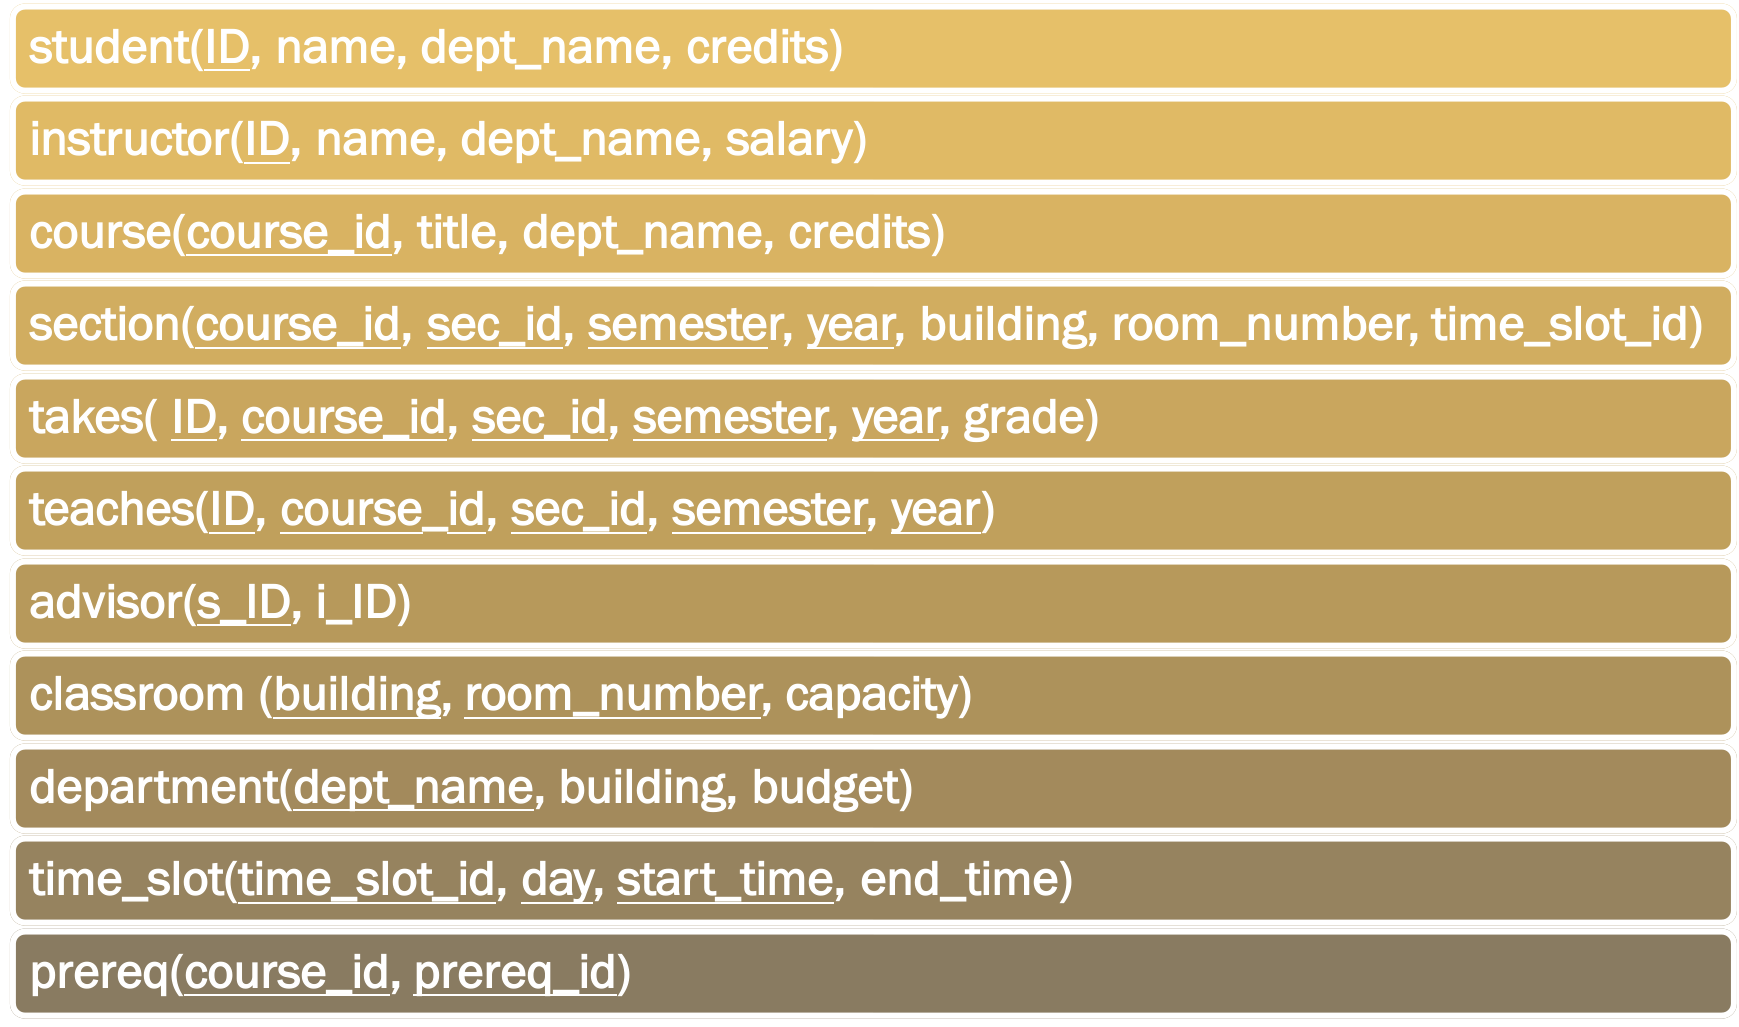 student(ID, name, dept_name, credits)
instructor(ID, name, dept_name, salary)
course(course_id, title, dept_name, credits)
section(course_id, sec_id, semester, year, building, room_number, time_slot_id)
takes( ID, course_id, sec_id, semester, year, grade)
teaches(ID, course_id, sec_id, semester, year)
advisor(s_ID, i_ID)
classroom (building, room_number, capacity)
department(dept_name, building, budget)
time_slot(time_slot_id, day, start_time, end_time)
prereq(course_id, prereq_id)